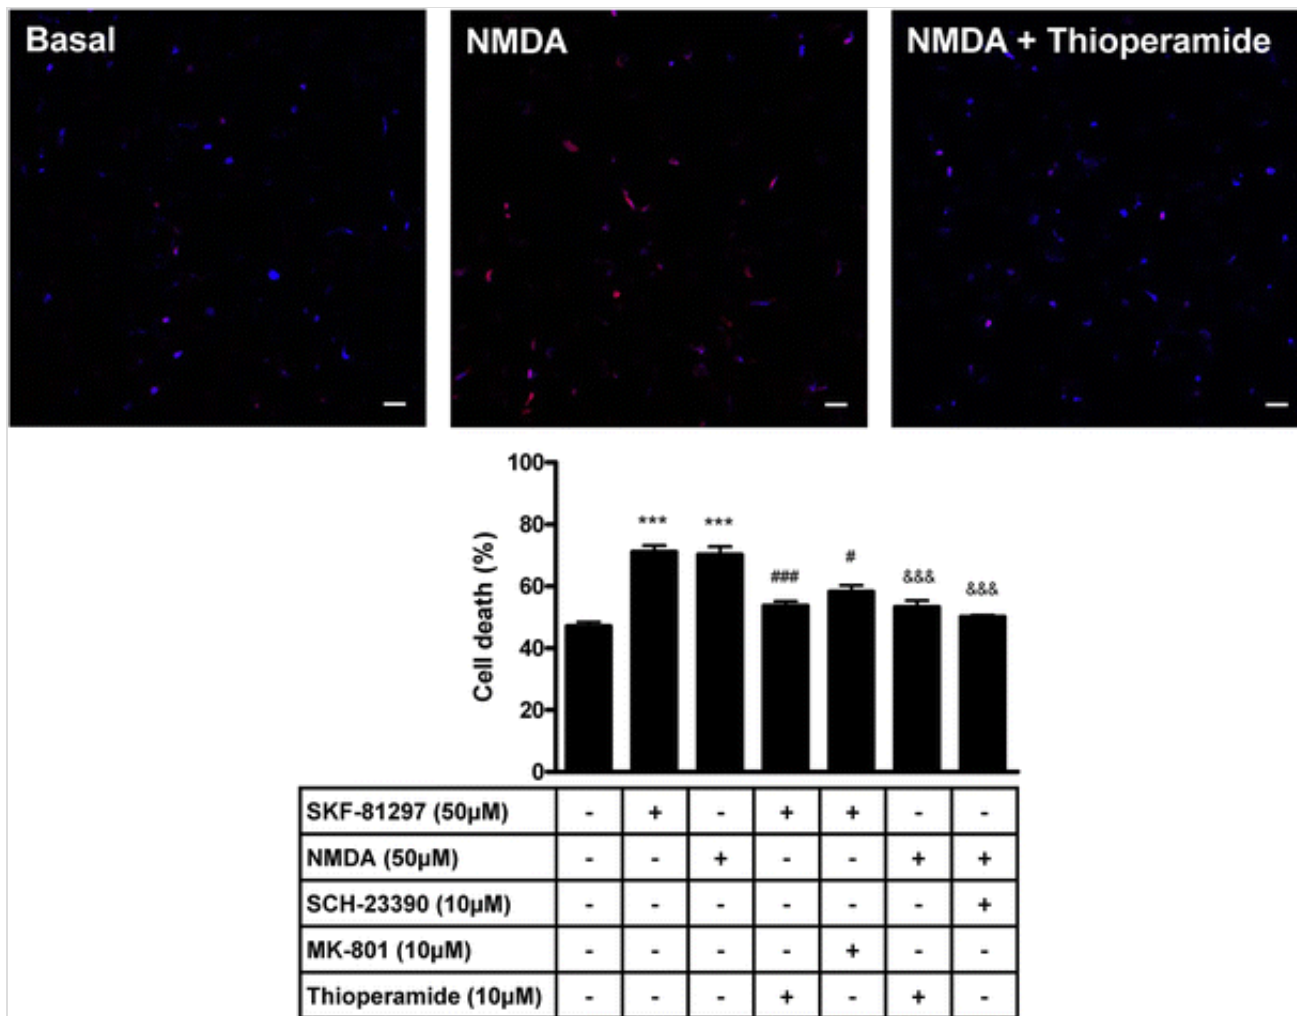 Basal NMDA NMDA + Thioperamide
100
***
***
80
###
#
&&&
&&&
60
40
20
0
Cell death (%)
SKF-81297 (50µM) - + - + + - -
NMDA (50µM) - - + - - + +
SCH-23390 (10µM) - - - - - - +
MK-801 (10µM) - - - - + - -
Thioperamide (10µM) - - - + - + -